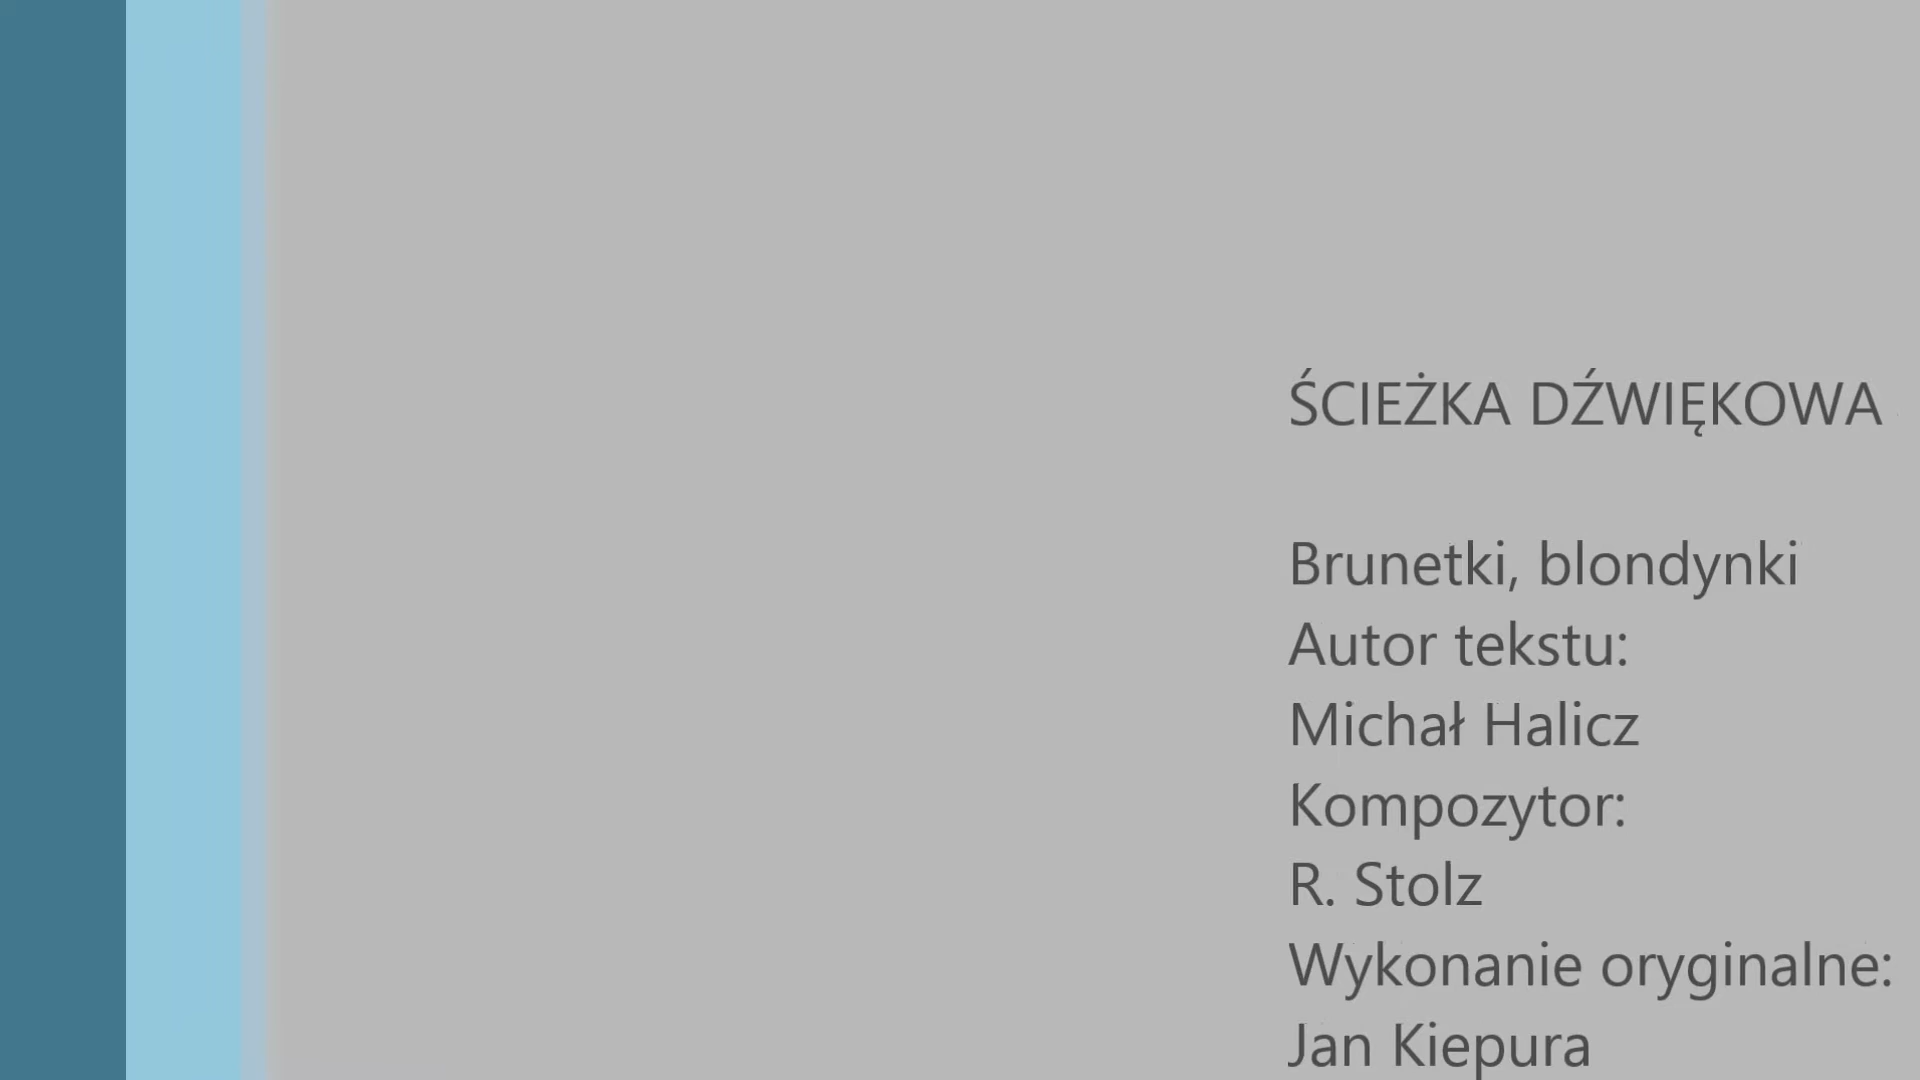 ŚCIEŻKA DŹWIĘKOWA
Brunetki, blondynki
Autor tekstu:
Michał Halicz
Kompozytor:
R. Stolz
Wykonanie oryginalne:
Jan Kiepura